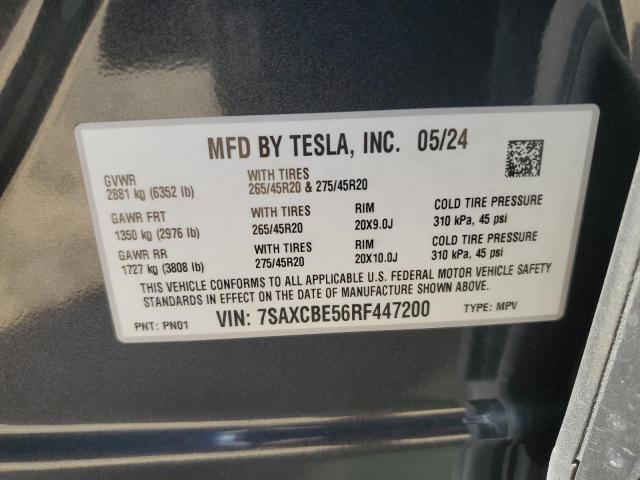 MFD BY TESLA, INC. 05/24
GVWR WITH TIRES
2881 kg (6352 lb) 265/45R20 & 275/45R20
GAWR FRT WITH TIRES RIM COLD TIRE PRESSURE
1350 kg (2976 lb) 265/45R20 20X9.0J 310 kPa, 45 psi
GAWR RR WITH TIRES RIM COLD TIRE PRESSURE
1727 kg (3808 lb) 275/45R20 20X10.0J 310 kPa, 45 psi
THIS VEHICLE CONFORMS TO ALL APPLICABLE U.S. FEDERAL MOTOR VEHICLE SAFETY
STANDARDS IN EFFECT ON THE DATE OF MANUFACTURE SHOWN ABOVE.
PNT: PN01 VIN: 7SAXCBE56RF447200 TYPE: MPV